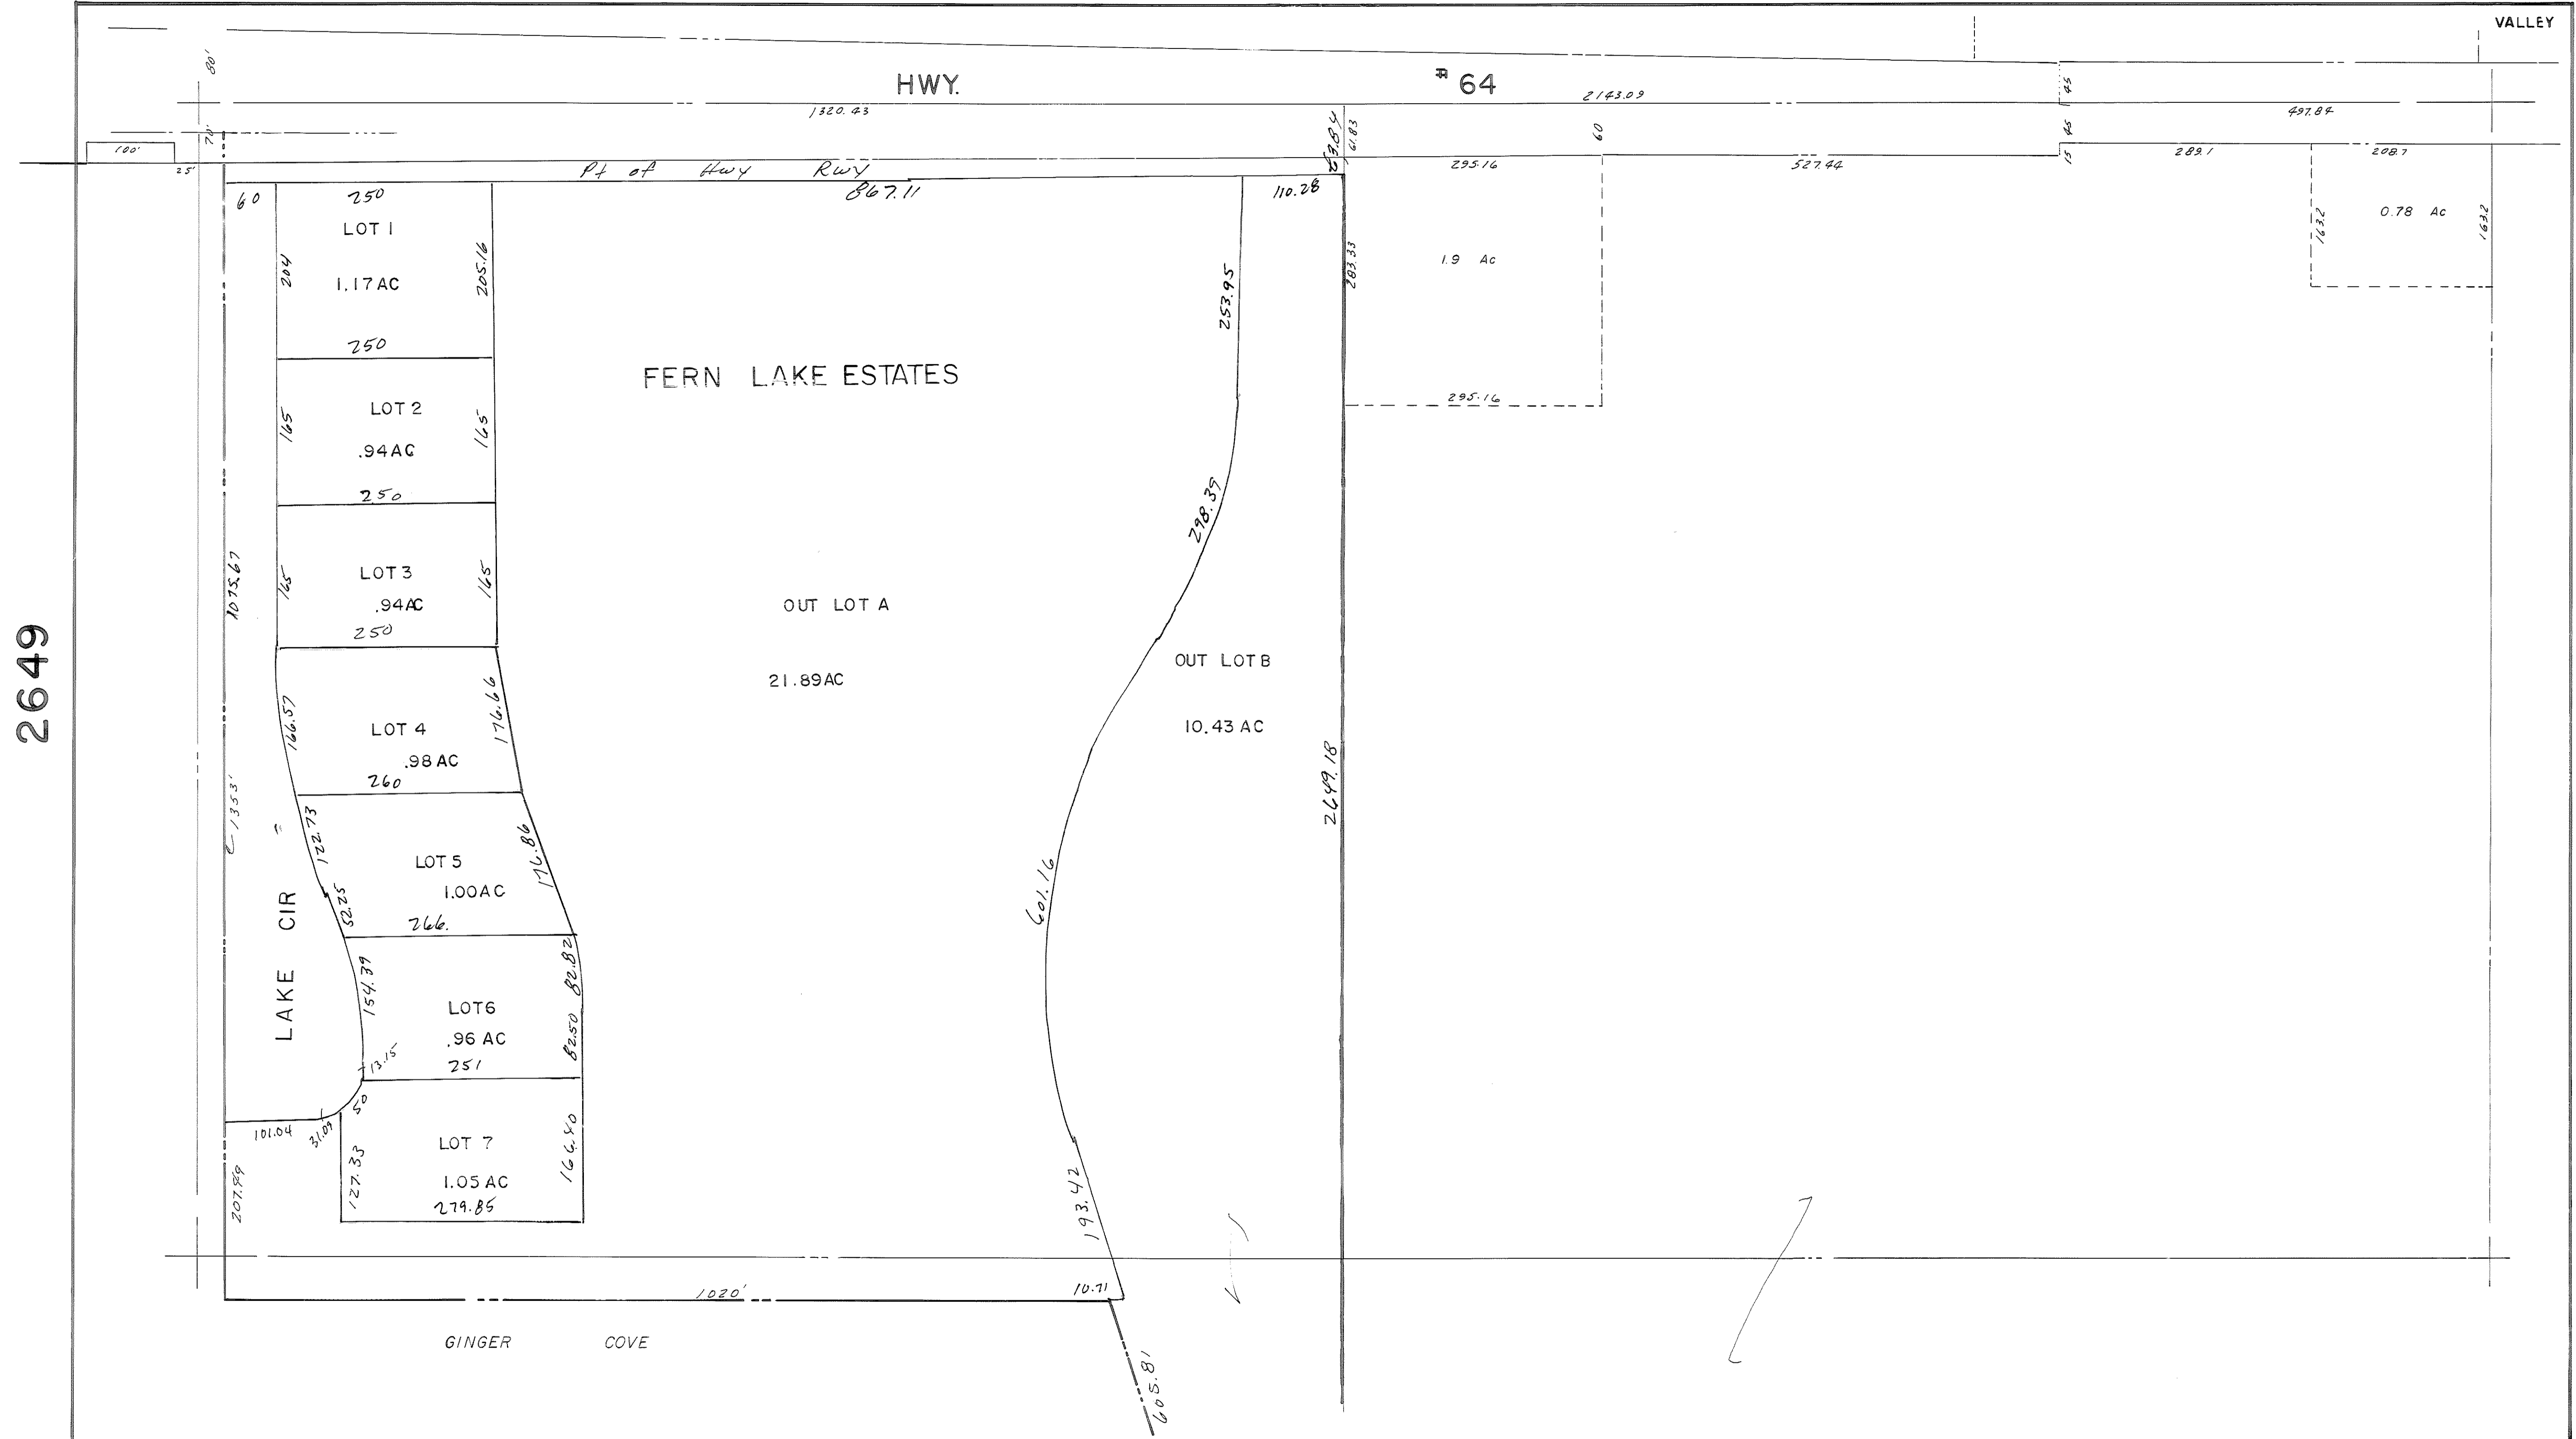 VALLEY
80'
HWY. # 64
1320.43
2143.09
45
497.84
70'
61.83
60
45
15
100'
25'
Pt of Hwy Rwy
295.16
527.44
289.1
208.7
60
250
867.11
110.28
LOT 1
204
205.16
1.17 AC
250
253.95
283.33
1.9 Ac
163.2
0.78 Ac
163.2
FERN LAKE ESTATES
295.16
LOT 2
165
165
.94 AC
250
298.39
LOT 3
165
165
.94 AC
250
1075.67
OUT LOT A
21.89 AC
OUT LOT B
10.43 AC
2649
2649.18
166.57
176.66
LOT 4
.98 AC
260
1353'
122.73
176.86
LOT 5
1.00 AC
52.25
266.
601.16
LAKE CIR
154.39
82.82
LOT 6
.96 AC
82.50
13.15
251
50
101.04
31.09
LOT 7
127.33
166.40
1.05 AC
279.85
207.49
193.42
1020'
10.71
GINGER COVE
605.81